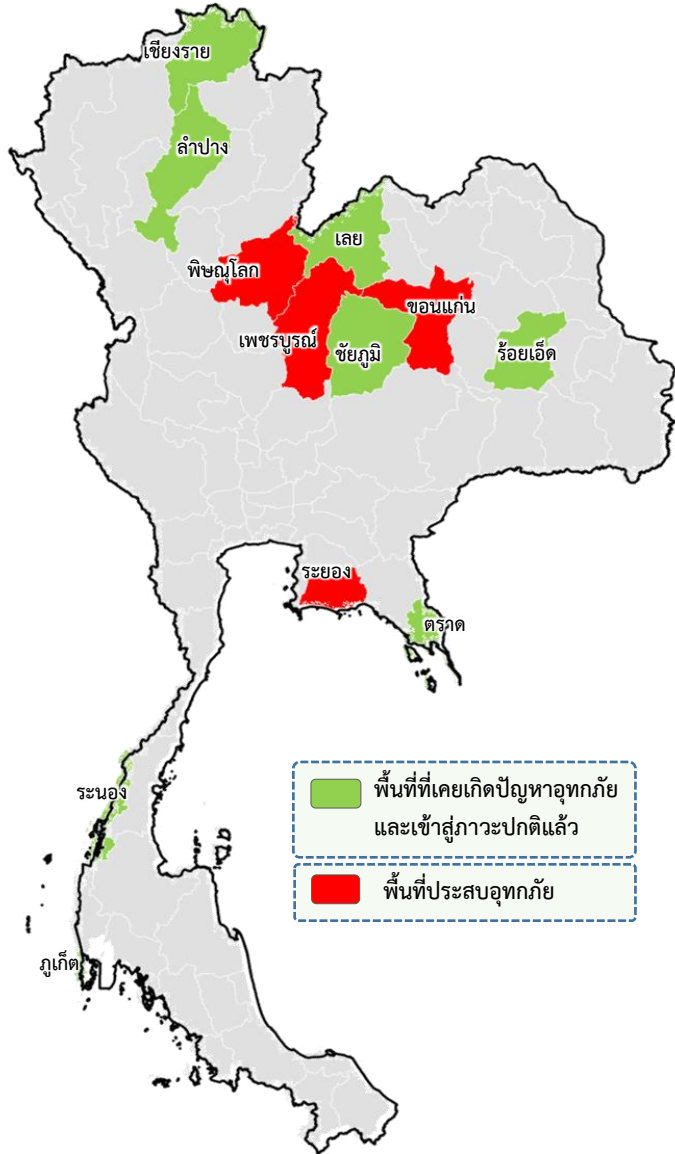 เชียงราย
ลำปาง
เลย
พิษณุโลก
ขอนแก่น
เพชรบูรณ์
ชัยภูมิ
ร้อยเอ็ด
ระยอง
ตราด
พื้นที่ที่เคยเกิดปัญหาอุทกภัย
และเข้าสู่ภาวะปกติแล้ว
ระนอง
พื้นที่ประสบอุทกภัย
ภูเก็ต